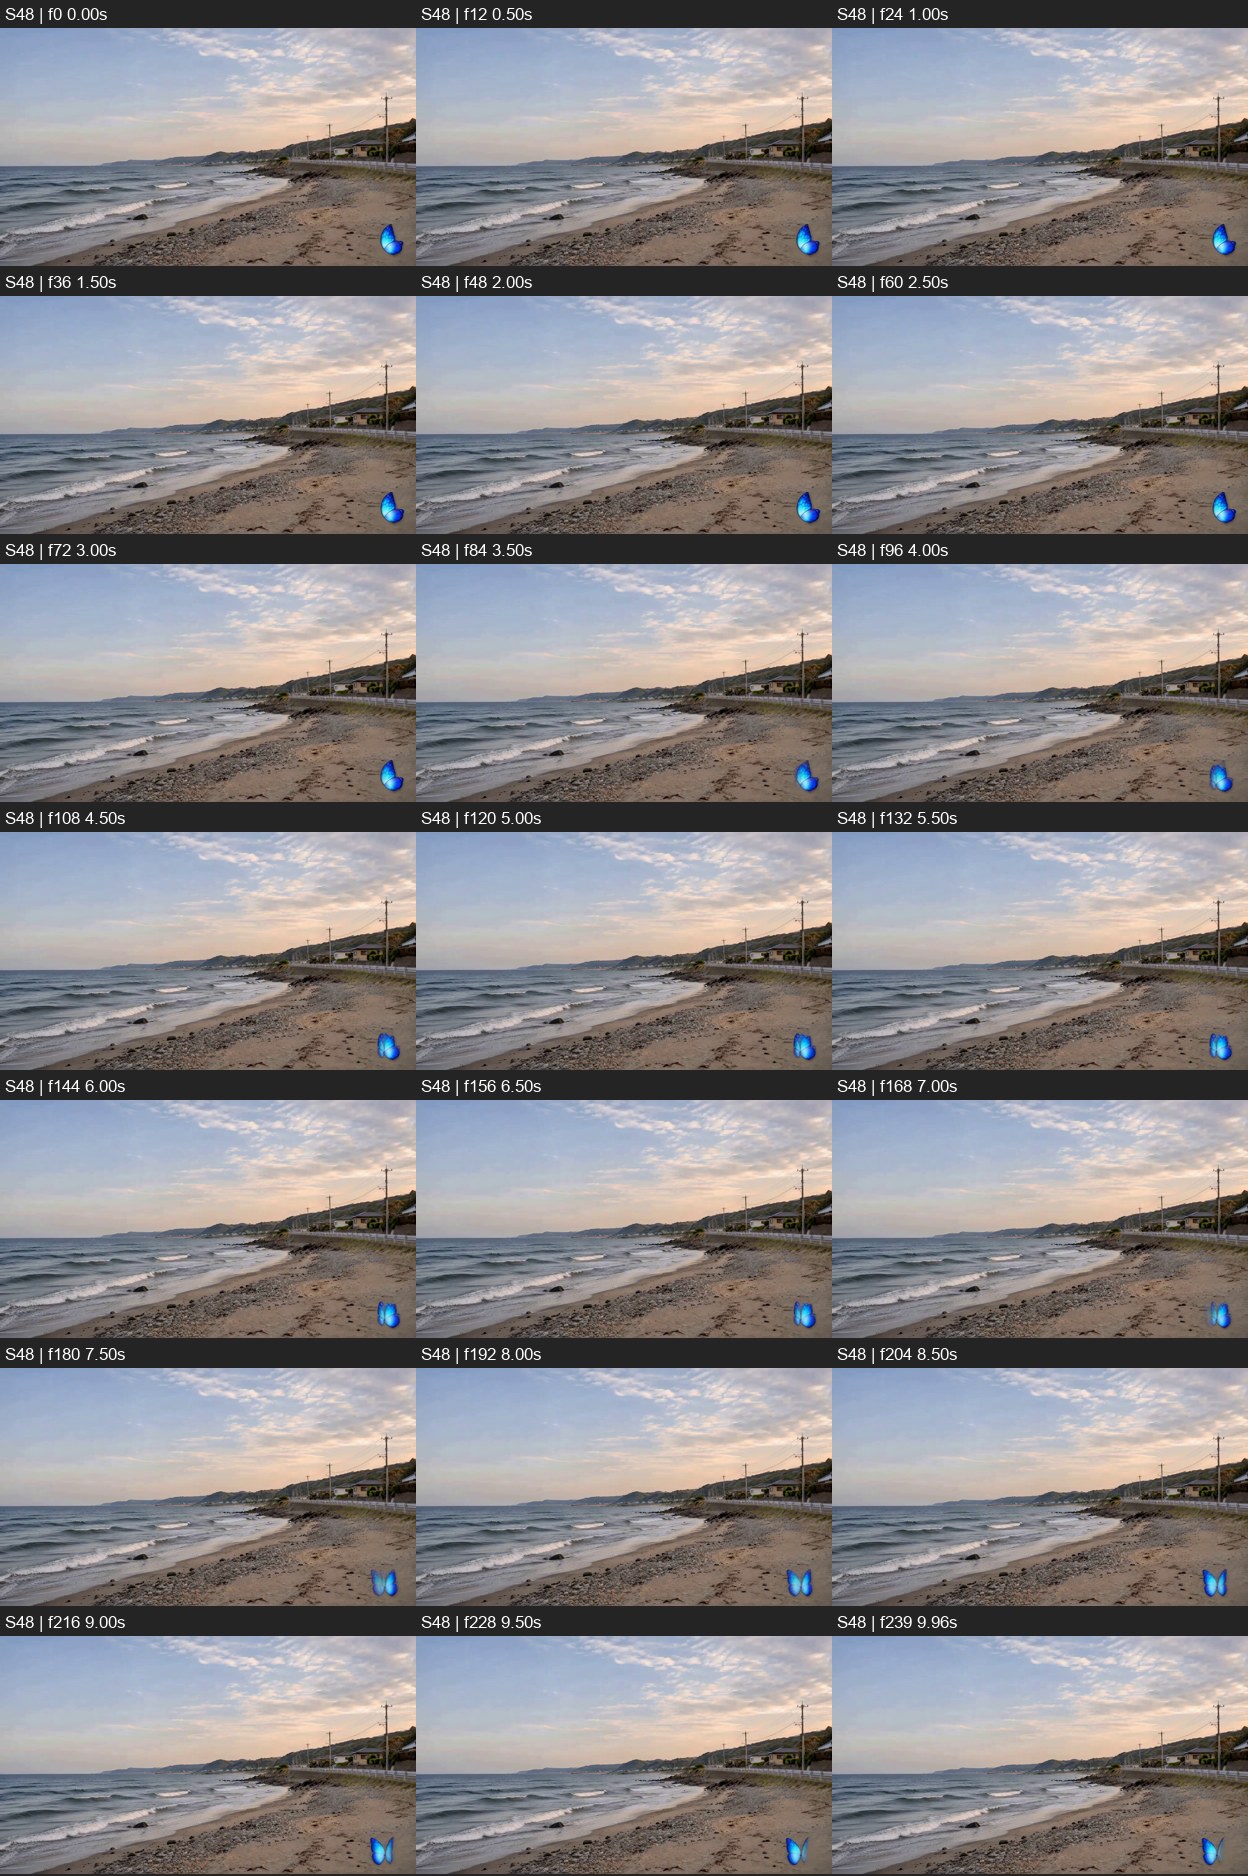 S48 | f0 0.00s
S48 | f12 0.50s
S48 | f24 1.00s
S48 | f36 1.50s
S48 | f48 2.00s
S48 | f60 2.50s
S48 | f72 3.00s
S48 | f84 3.50s
S48 | f96 4.00s
S48 | f108 4.50s
S48 | f120 5.00s
S48 | f132 5.50s
S48 | f144 6.00s
S48 | f156 6.50s
S48 | f168 7.00s
S48 | f180 7.50s
S48 | f192 8.00s
S48 | f204 8.50s
S48 | f216 9.00s
S48 | f228 9.50s
S48 | f239 9.96s